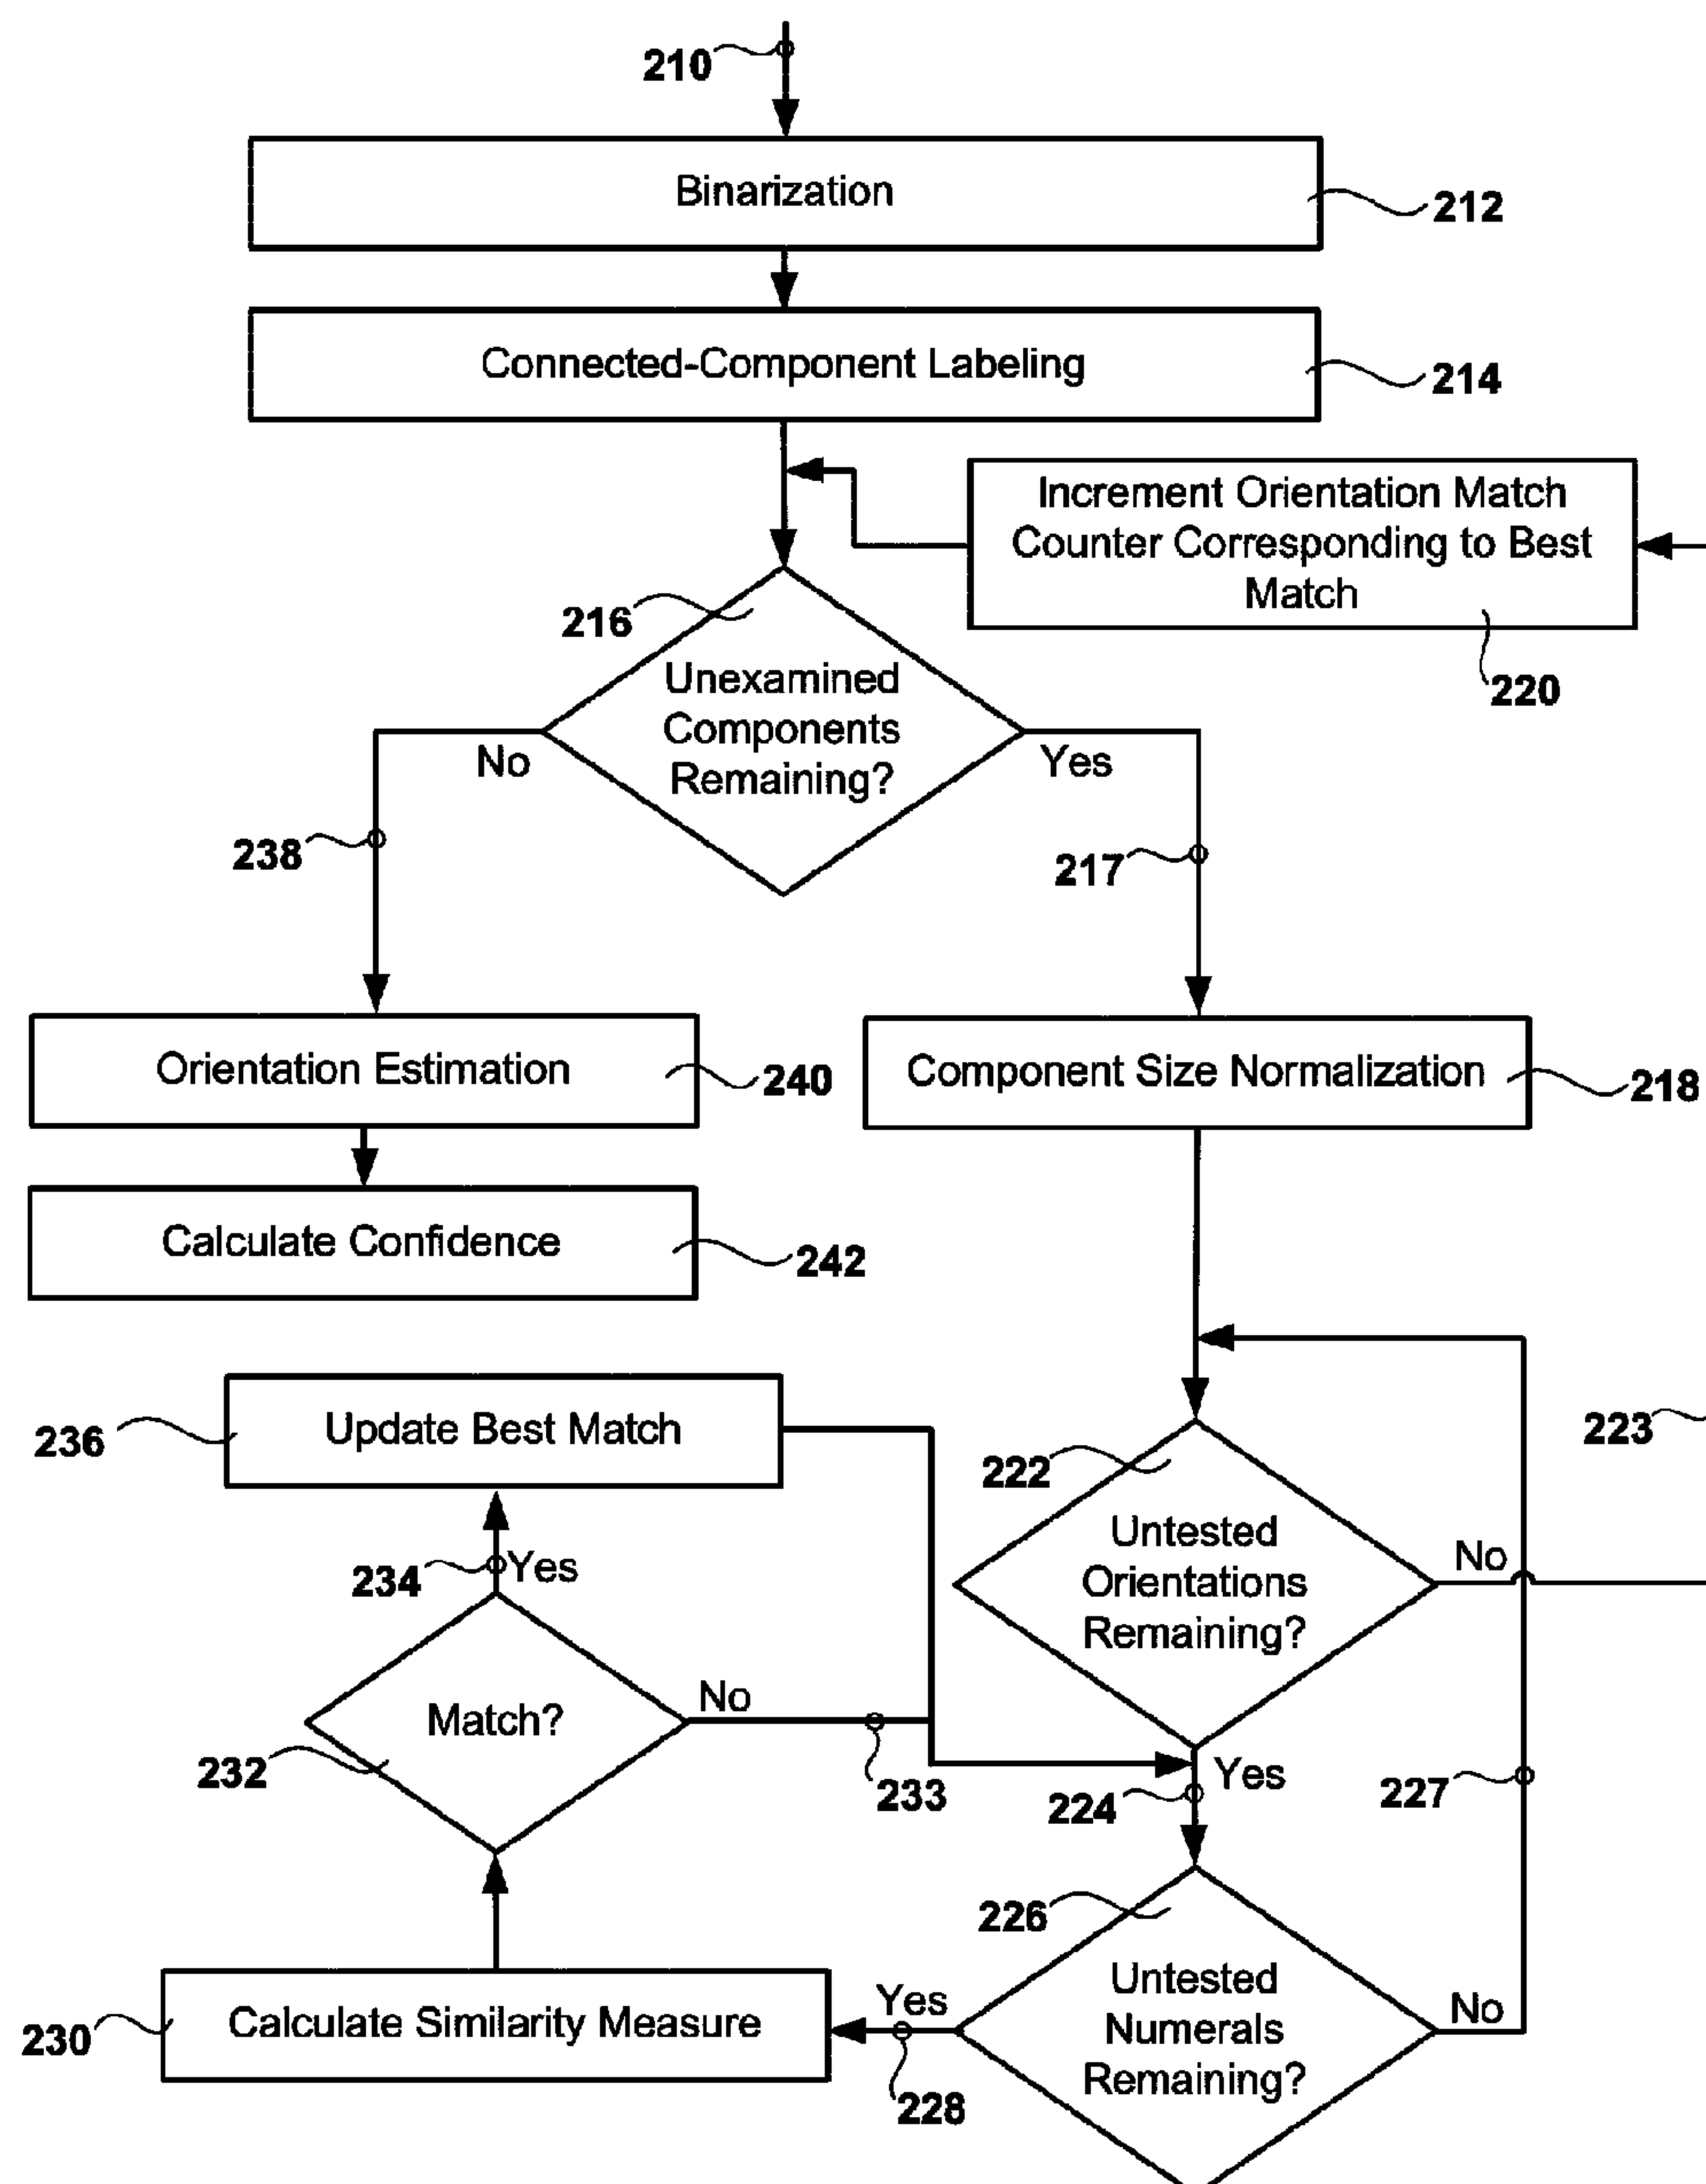 210
Binarization
212
Connected-Component Labeling
214
Increment Orientation Match
Counter Corresponding to Best
Match
220
216
Unexamined
Components
Remaining?
No
Yes
238
217
Orientation Estimation
240
Component Size Normalization
218
Calculate Confidence
242
Update Best Match
236
222
223
Untested
Orientations
Remaining?
No
234
Yes
Match?
No
232
233
Yes
224
227
226
Untested
Numerals
Remaining?
No
Yes
Calculate Similarity Measure
230
228